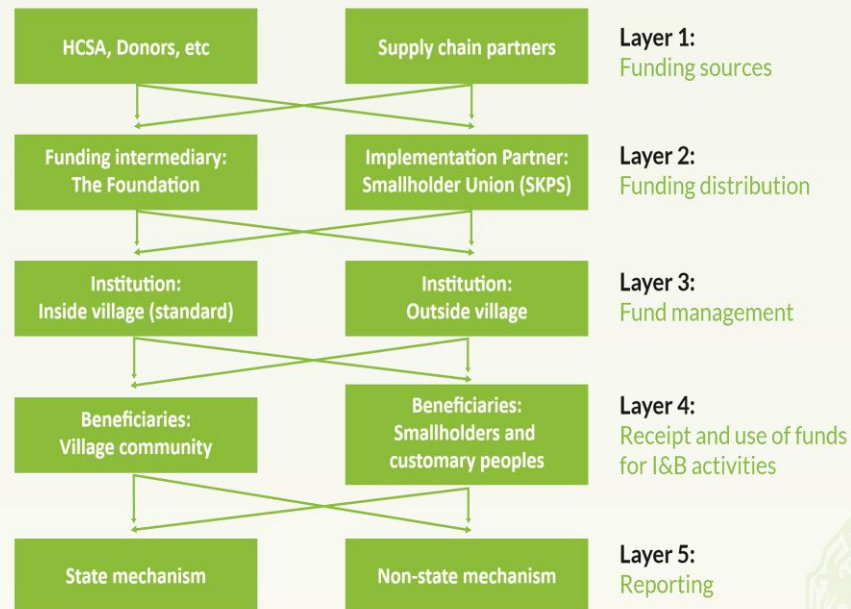 HCSA, Donors, etc
Supply chain partners
Layer 1:
Funding sources
Funding intermediary:
The Foundation
Implementation Partner:
Smallholder Union (SKPS)
Layer 2:
Funding distribution
Institution:
Inside village (standard)
Institution:
Outside village
Layer 3:
Fund management
Beneficiaries:
Village community
Beneficiaries:
Smallholders and
customary peoples
Layer 4:
Receipt and use of funds
for I&B activities
State mechanism
Non-state mechanism
Layer 5:
Reporting